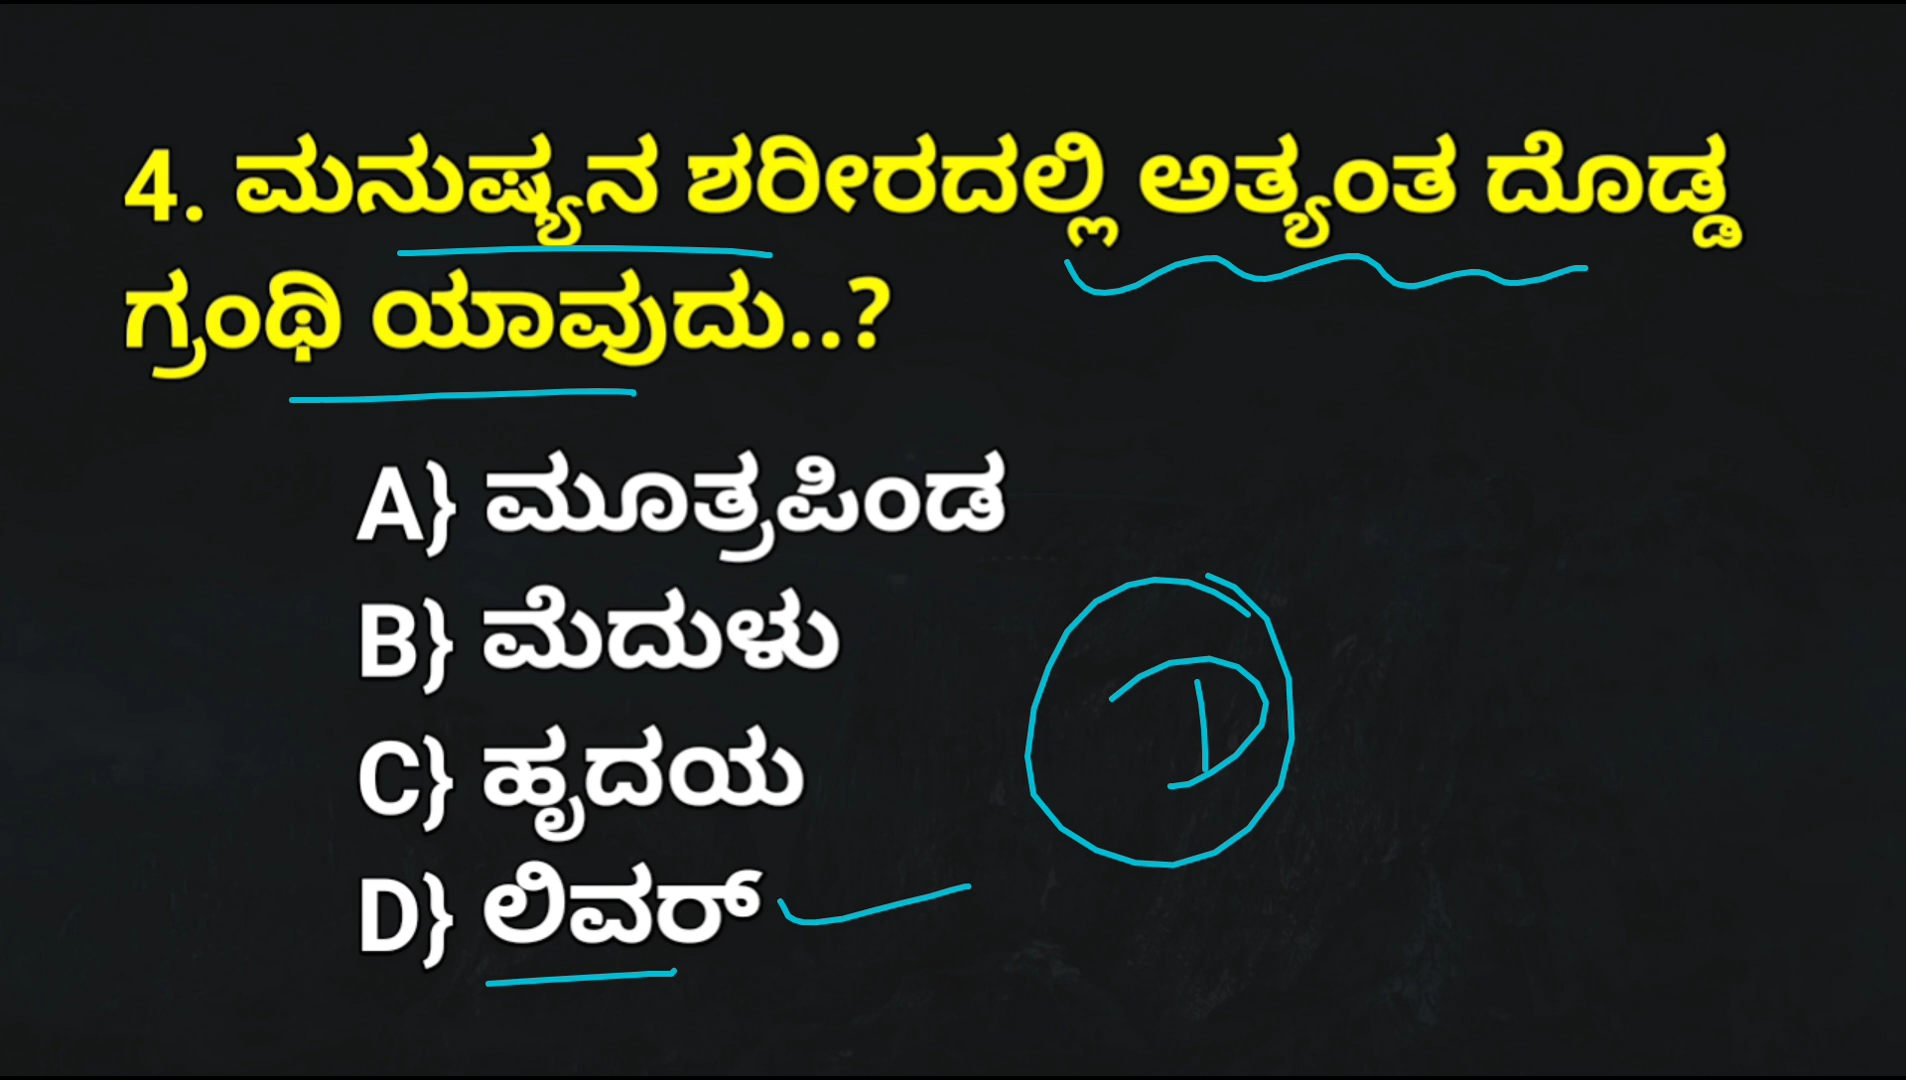 4. ಮನುಷ್ಯನ ಶರೀರದಲ್ಲಿ ಅತ್ಯಂತ ದೊಡ್ಡ
ಗ್ರಂಥಿ ಯಾವುದು..?
A} ಮೂತ್ರಪಿಂಡ
B} ಮೆದುಳು
C} ಹೃದಯ
D} ಲಿವರ್
D